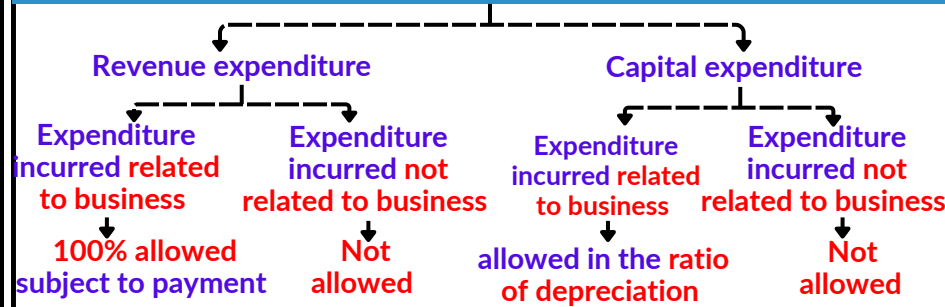 Revenue expenditure
Capital expenditure
Expenditure
incurred related
to business
Expenditure
incurred not
related to business
Expenditure
incurred related
to business
Expenditure
incurred not
related to business
100% allowed
subject to payment
Not
allowed
allowed in the ratio
of depreciation
Not
allowed